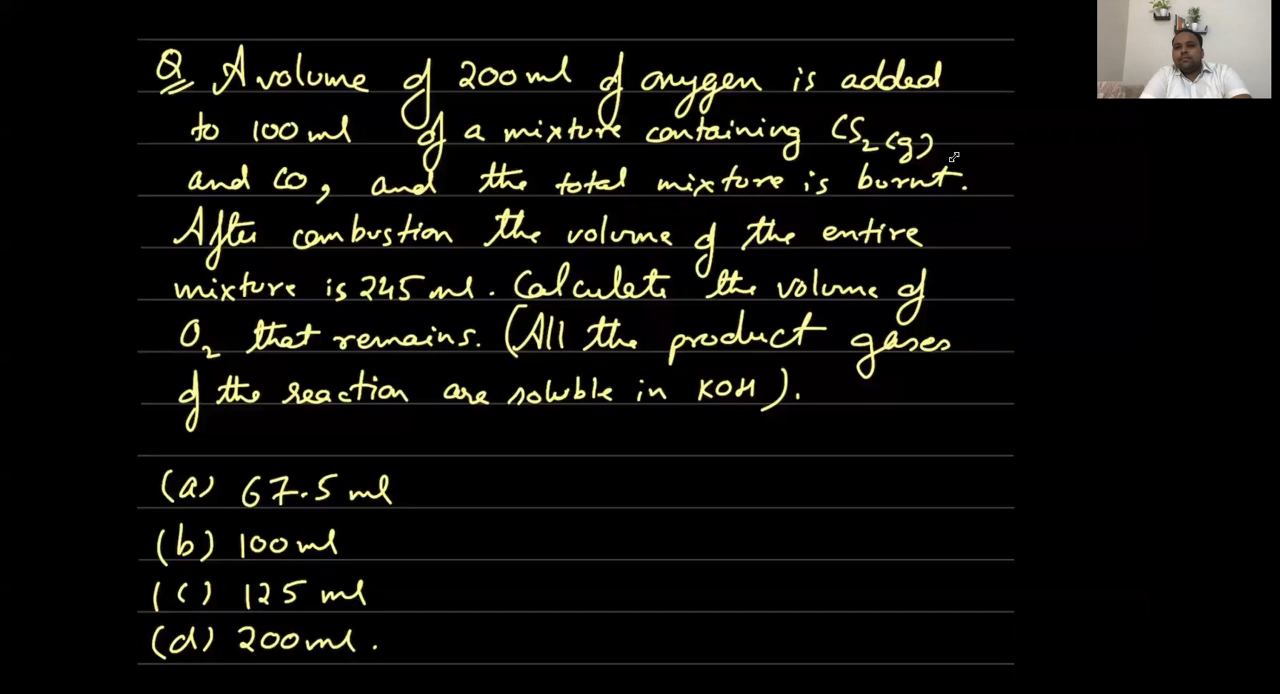 Q A volume of 200 ml of oxygen is added
to 100 ml of a mixture containing CS₂(g)
and CO, and the total mixture is burnt.
After combustion the volume of the entire
mixture is 245 ml. Calculate the volume of
O₂ that remains. (All the product gases
of the reaction are soluble in KOH).
(a) 67.5 ml
(b) 100 ml
(c) 125 ml
(d) 200 ml.